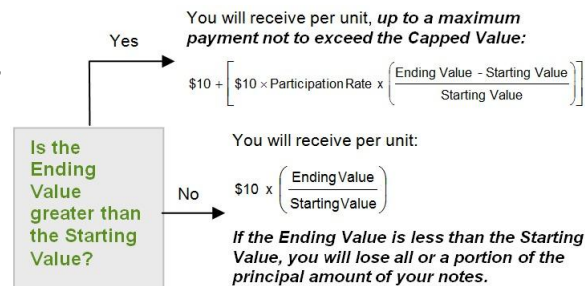 You will receive per unit, up to a maximum
payment not to exceed the Capped Value:
Yes
$10 + [ $10 × Participation Rate x ( Ending Value - Starting Value / Starting Value ) ]
Is the
Ending
Value
greater than
the Starting
Value?
No
You will receive per unit:
$10 x ( Ending Value / Starting Value )
If the Ending Value is less than the Starting
Value, you will lose all or a portion of the
principal amount of your notes.